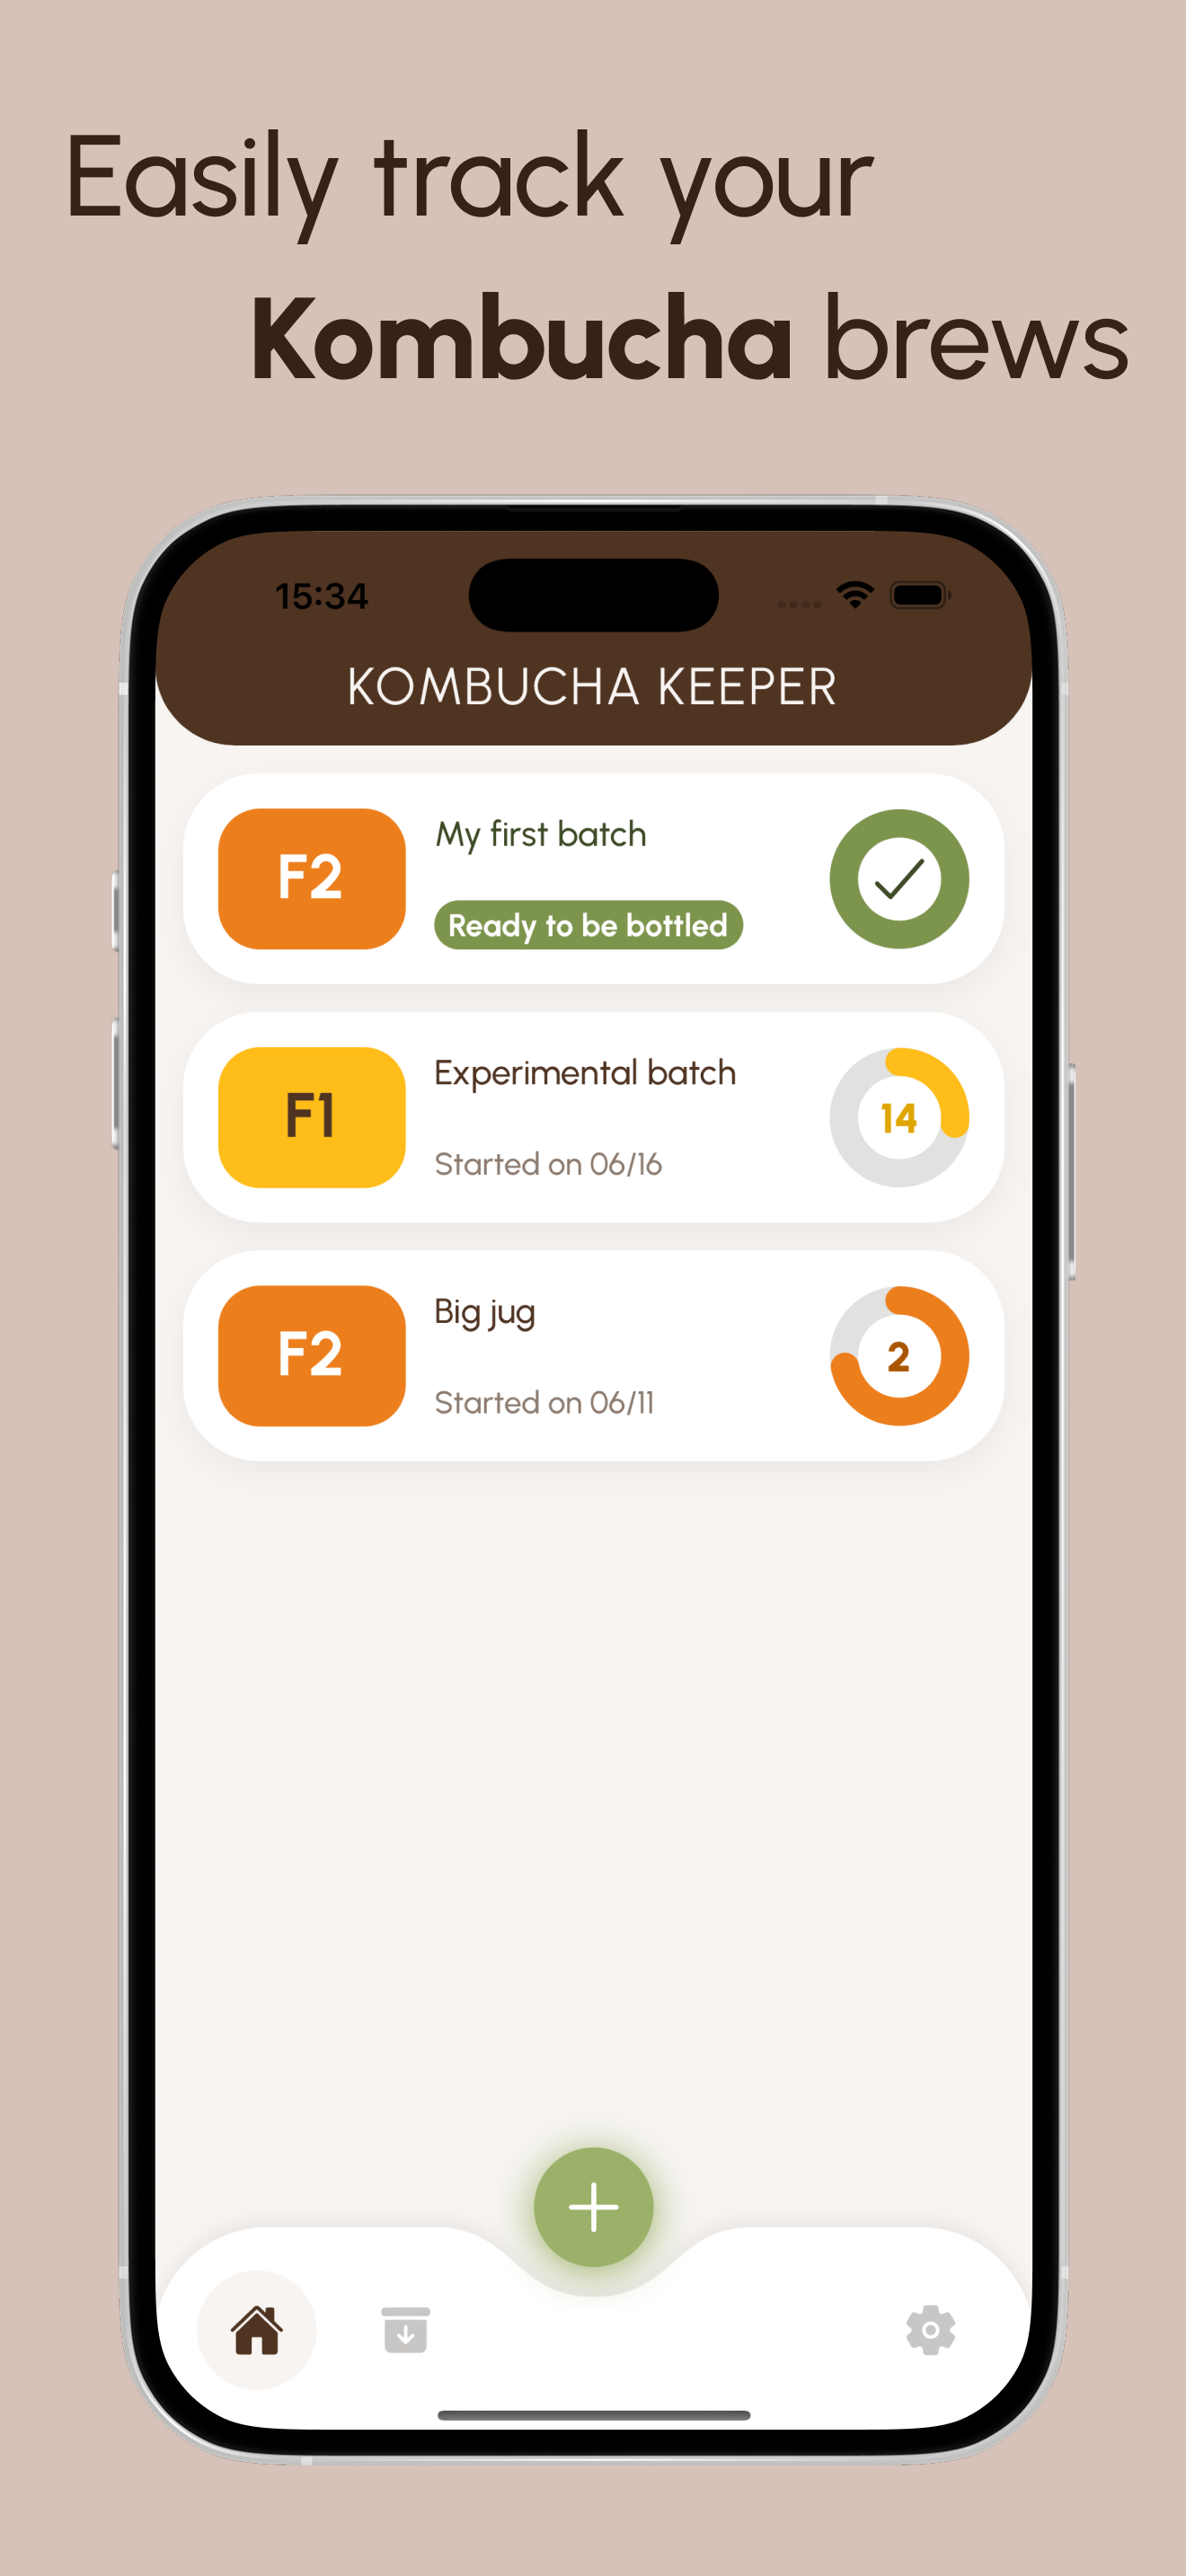 Easily track your
Kombucha brews
15:34
KOMBUCHA KEEPER
F2
My first batch
Ready to be bottled
F1
Experimental batch
Started on 06/16
14
F2
Big jug
Started on 06/11
2